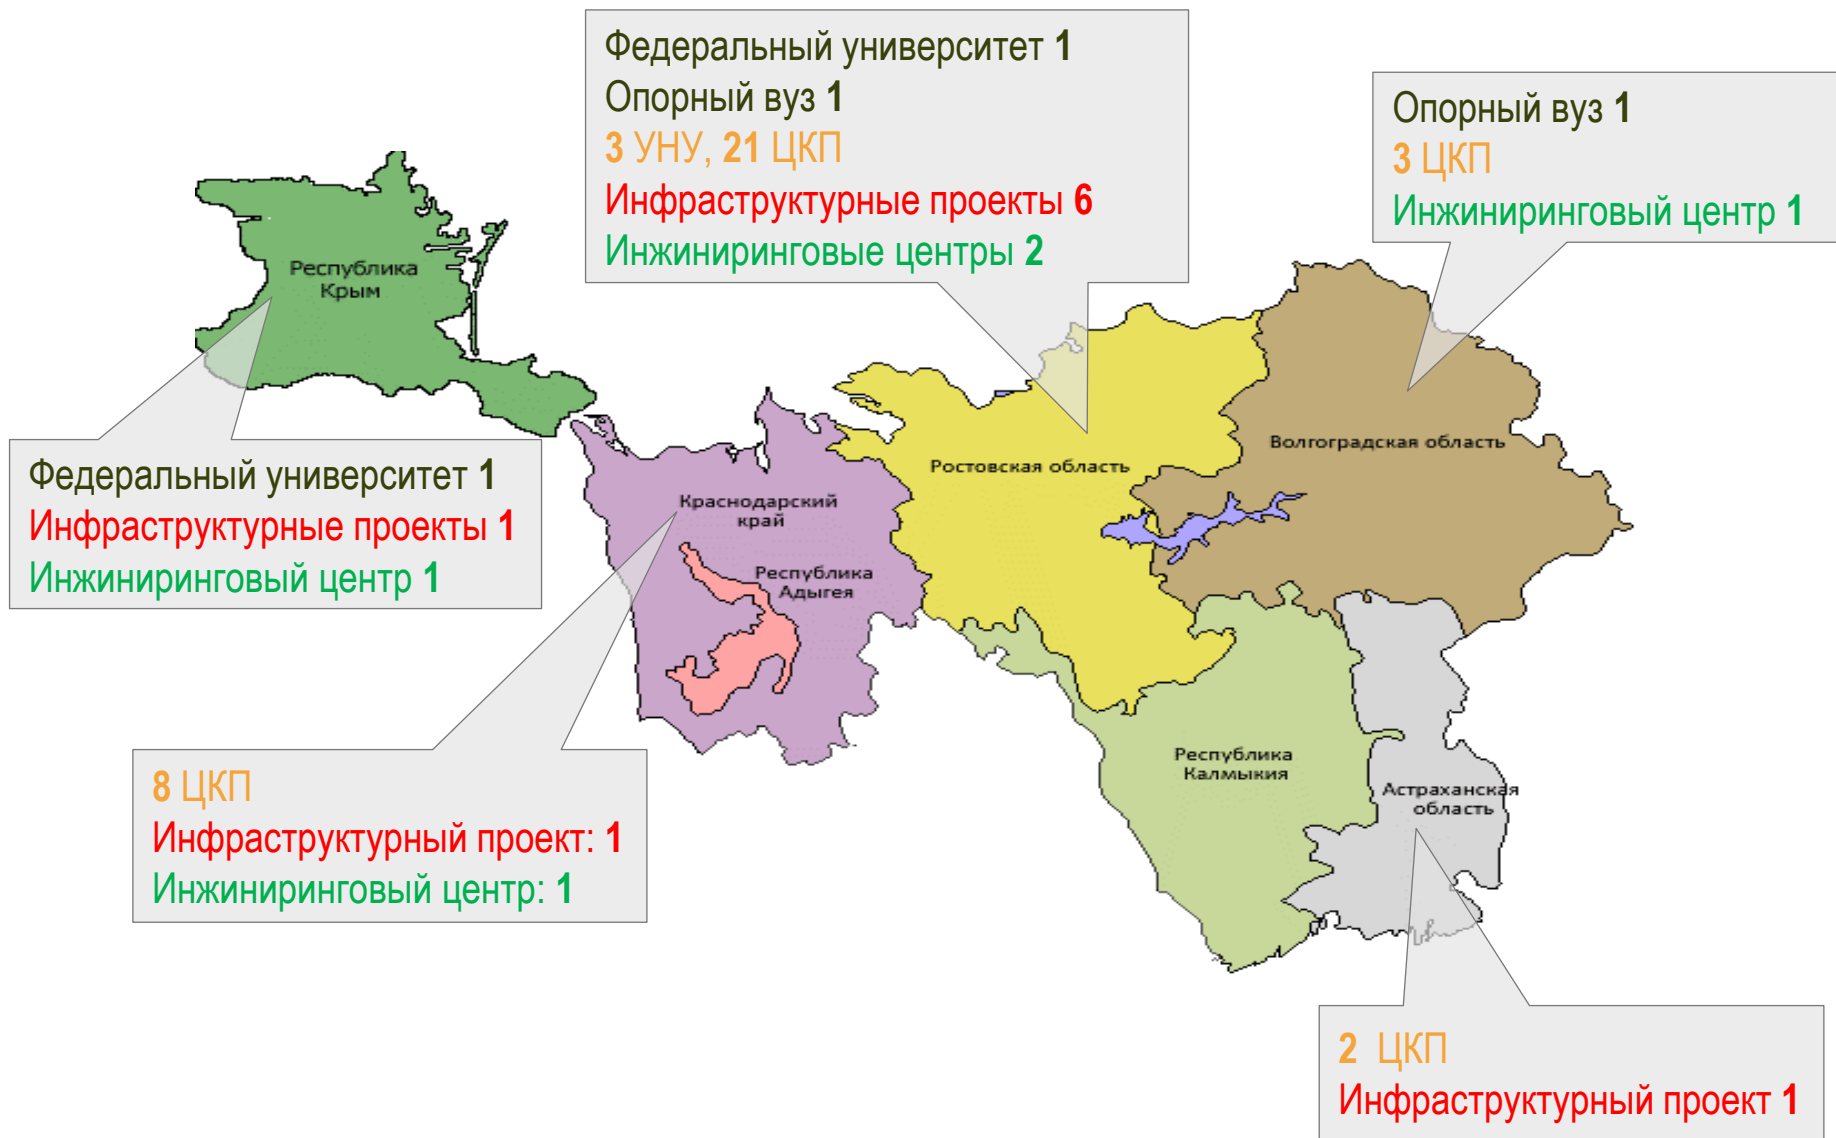 Федеральный университет 1
Опорный вуз 1
3 УНУ, 21 ЦКП
Инфраструктурные проекты 6
Инжиниринговые центры 2
Опорный вуз 1
3 ЦКП
Инжиниринговый центр 1
Республика
Крым
Федеральный университет 1
Инфраструктурные проекты 1
Инжиниринговый центр 1
Краснодарский
край
Республика
Адыгея
Ростовская область
Волгоградская область
Республика
Калмыкия
Астраханская
область
8 ЦКП
Инфраструктурный проект: 1
Инжиниринговый центр: 1
2 ЦКП
Инфраструктурный проект 1